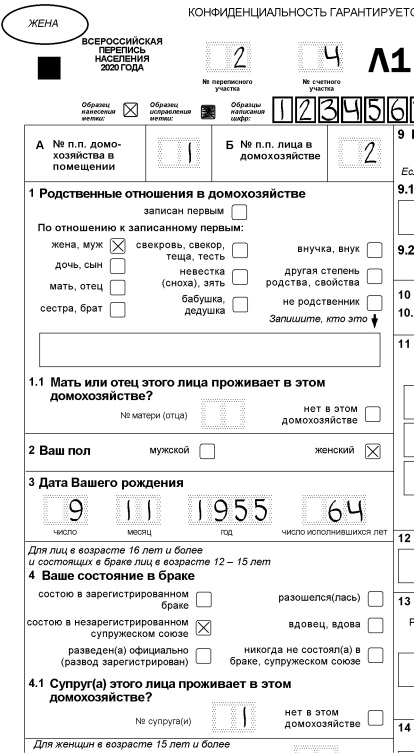 КОНФИДЕНЦИАЛЬНОСТЬ ГАРАНТИРУЕТС
ЖЕНА
ВСЕРОССИЙСКАЯ
ПЕРЕПИСЬ
НАСЕЛЕНИЯ
2020 ГОДА
2
4
Л1
№ переписного
участка
№ счетного
участка
Образец
нанесения
метки:
Образец
исправления
метки:
Образцы
написания
цифр:
1 2 3 4 5 6
А № п.п. домо-
хозяйства в
помещении
1
Б № п.п. лица в
домохозяйстве
2
1 Родственные отношения в домохозяйстве
записан первым
По отношению к записанному первым:
жена, муж
дочь, сын
мать, отец
сестра, брат
свекровь, свекор,
теща, тесть
невестка
(сноха), зять
бабушка,
дедушка
внучка, внук
другая степень
родства, свойства
не родственник
Запишите, кто это
1.1 Мать или отец этого лица проживает в этом
домохозяйстве?
№ матери (отца)
нет в этом
домохозяйстве
2 Ваш пол
мужской
женский
3 Дата Вашего рождения
9 11 1955 64
число месяц год число исполнившихся лет
Для лиц в возрасте 16 лет и более
и состоящих в браке лиц в возрасте 12 – 15 лет
4 Ваше состояние в браке
состою в зарегистрированном
браке
состою в незарегистрированном
супружеском союзе
разведен(а) официально
(развод зарегистрирован)
разошелся(лась)
вдовец, вдова
никогда не состоял(а) в
браке, супружеском союзе
4.1 Супруг(а) этого лица проживает в этом
домохозяйстве?
№ супруга(и)
1
нет в этом
домохозяйстве
Для женщин в возрасте 15 лет и более
9
9.1
9.2
10
10.
11
12
13
14